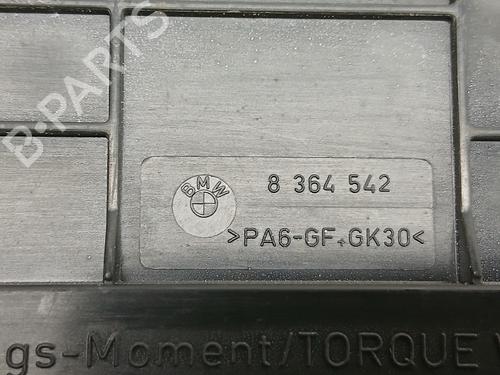 B-PARTS
BMW
8 364 542
>PA6-GF+GK30<
gs-Moment/TORQUE